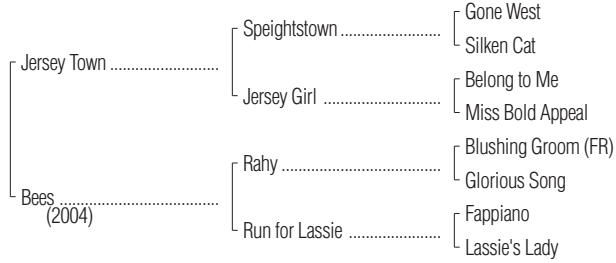 Gone West
Speightstown ......................
Silken Cat
Jersey Town ........................
Belong to Me
Jersey Girl ..........................
Miss Bold Appeal
Blushing Groom (FR)
Rahy ....................................
Glorious Song
Bees ....................................
(2004)
Fappiano
Run for Lassie ....................
Lassie's Lady